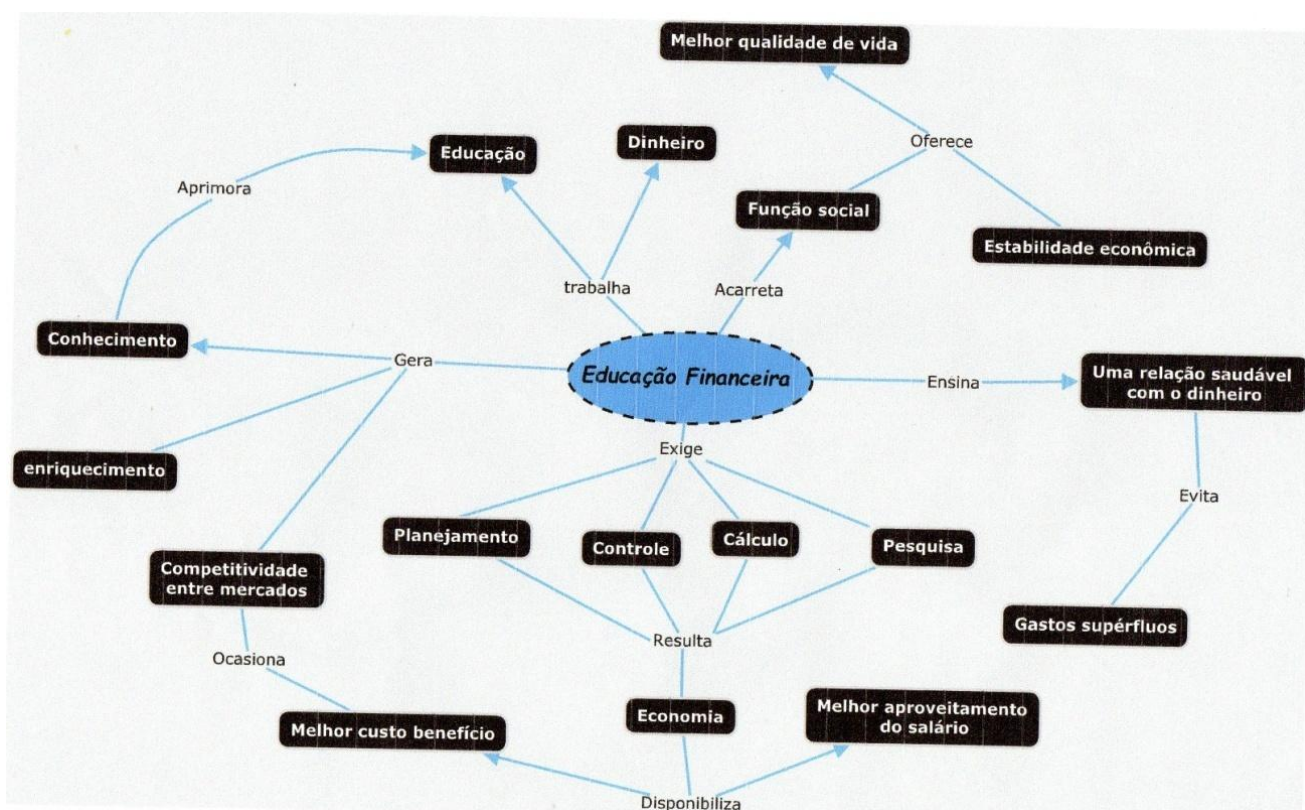 Melhor qualidade de vida
Oferece
Dinheiro
Educação
Aprimora
Função social
Estabilidade econômica
trabalha
Acarreta
Conhecimento
Gera
Educação Financeira
Ensina
Uma relação saudável
com o dinheiro
Exige
enriquecimento
Evita
Planejamento
Controle
Cálculo
Pesquisa
Competitividade
entre mercados
Gastos supérfluos
Resulta
Ocasiona
Melhor custo benefício
Economia
Melhor aproveitamento
do salário
Disponibiliza